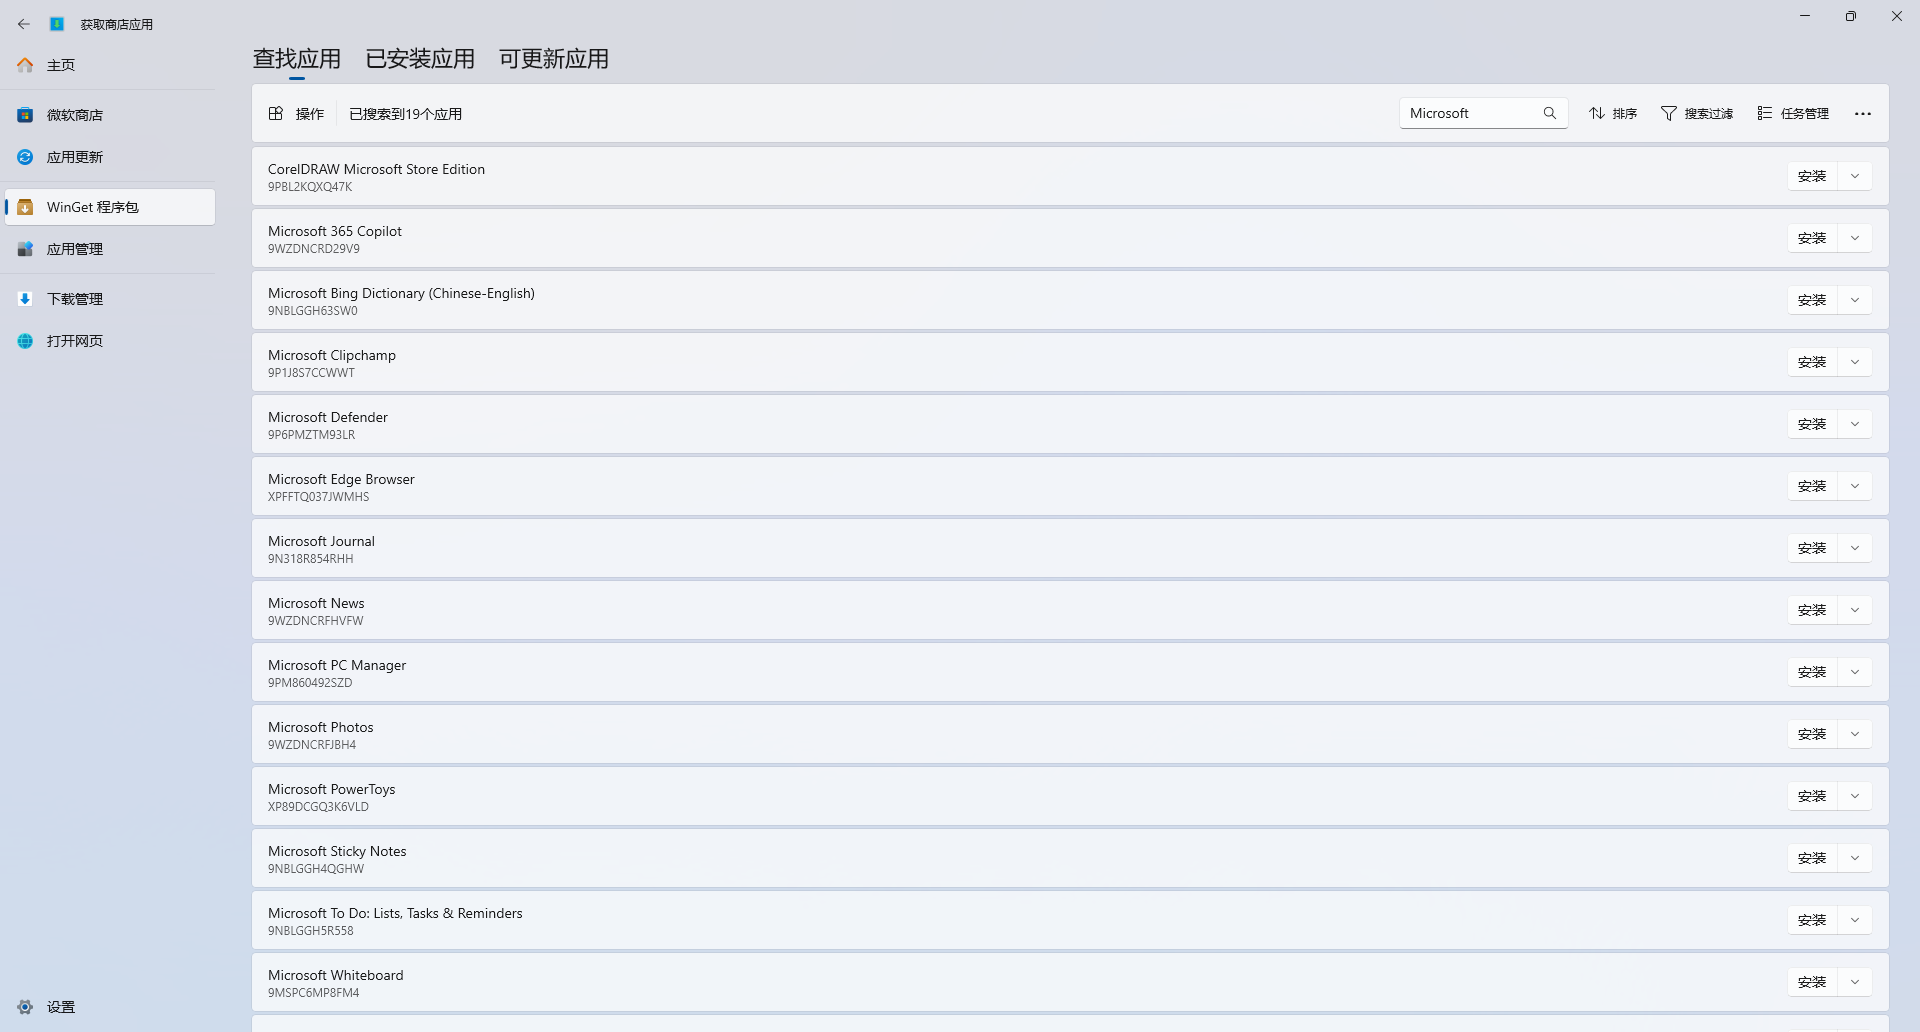 获取商店应用
主页
微软商店
应用更新
WinGet 程序包
应用管理
下载管理
打开网页
设置
查找应用 已安装应用 可更新应用
操作 已搜索到19个应用 Microsoft 排序 搜索过滤 任务管理
CorelDRAW Microsoft Store Edition
9PBL2KQXQ47K
安装
Microsoft 365 Copilot
9WZDNCRD29V9
安装
Microsoft Bing Dictionary (Chinese-English)
9NBLGGH63SW0
安装
Microsoft Clipchamp
9P1J8S7CCWWT
安装
Microsoft Defender
9P6PMZTM93LR
安装
Microsoft Edge Browser
XPFFTQ037JWMHS
安装
Microsoft Journal
9N318R854RHH
安装
Microsoft News
9WZDNCRFHVFW
安装
Microsoft PC Manager
9PM860492SZD
安装
Microsoft Photos
9WZDNCRFJBH4
安装
Microsoft PowerToys
XP89DCGQ3K6VLD
安装
Microsoft Sticky Notes
9NBLGGH4QGHW
安装
Microsoft To Do: Lists, Tasks & Reminders
9NBLGGH5R558
安装
Microsoft Whiteboard
9MSPC6MP8FM4
安装